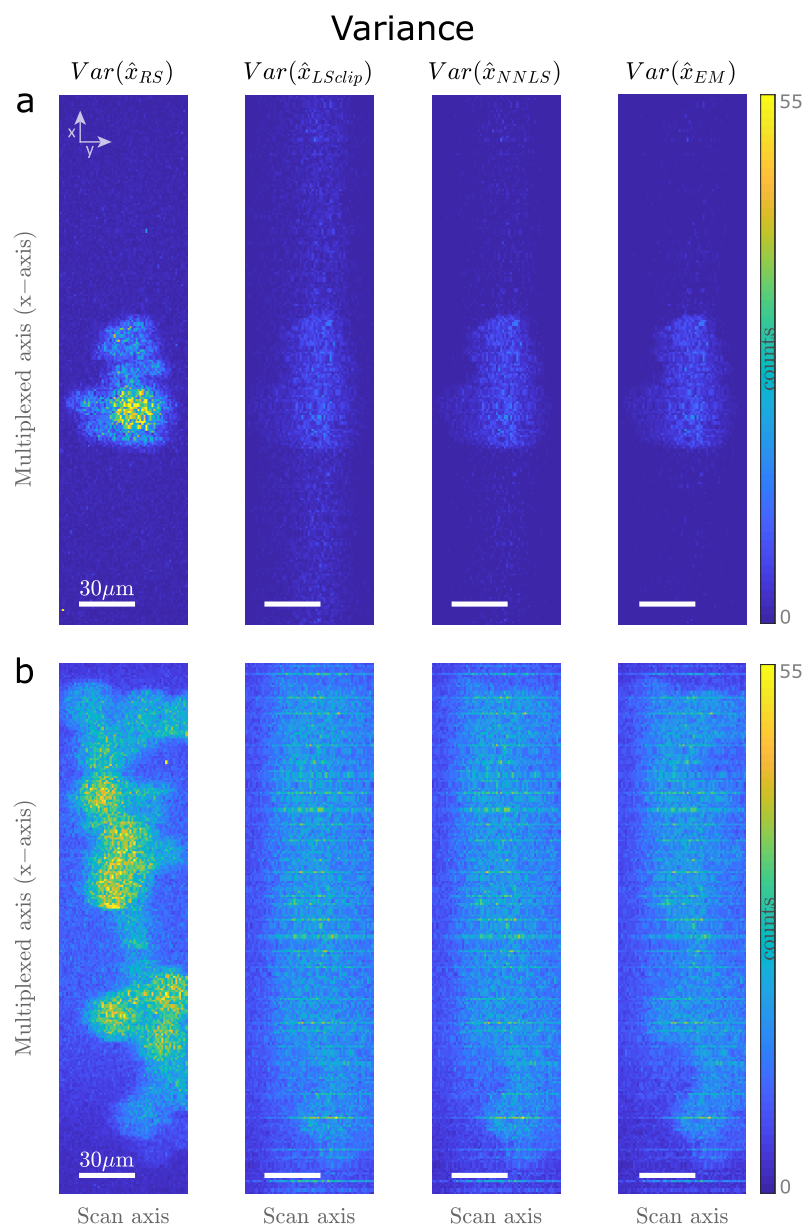 Variance
Var(x̂_RS) Var(x̂_LSclip) Var(x̂_NNLS) Var(x̂_EM)
a
x
y
Multiplexed axis (x−axis)
30μm
55
counts
0
b
Multiplexed axis (x−axis)
30μm
55
counts
0
Scan axis Scan axis Scan axis Scan axis